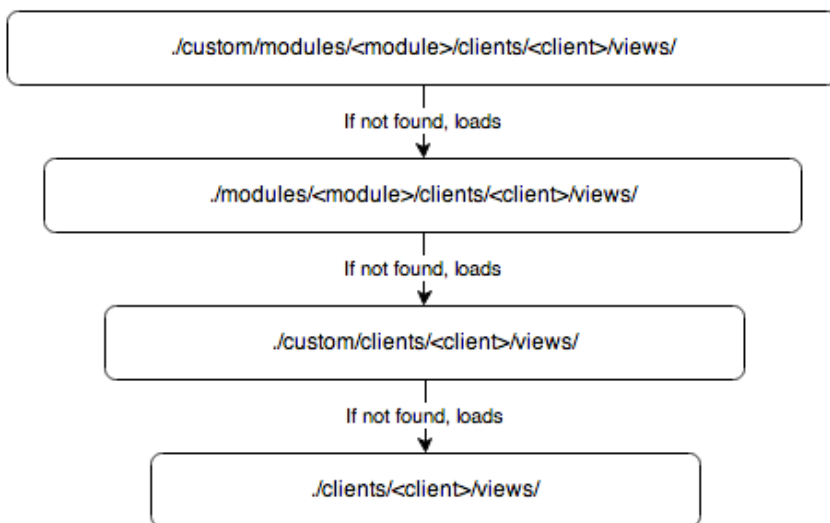 ./custom/modules/<module>/clients/<client>/views/
If not found, loads
./modules/<module>/clients/<client>/views/
If not found, loads
./custom/clients/<client>/views/
If not found, loads
./clients/<client>/views/